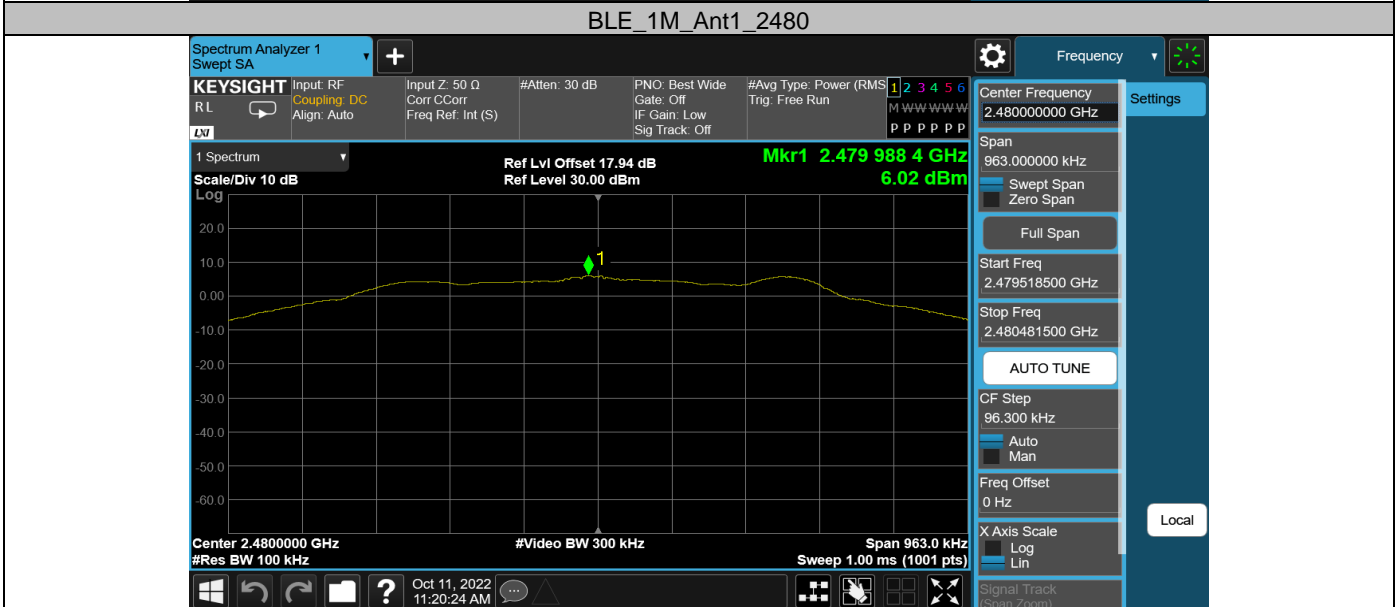 BLE_1M_Ant1_2480
Spectrum Analyzer 1
Swept SA
+
Frequency
KEYSIGHT
R L
LXI
Input: RF
Coupling: DC
Align: Auto
Input Z: 50 Ω
Corr CCorr
Freq Ref: Int (S)
#Atten: 30 dB
PNO: Best Wide
Gate: Off
IF Gain: Low
Sig Track: Off
#Avg Type: Power (RMS
Trig: Free Run
1 2 3 4 5 6
M W W W W W
P P P P P P
1 Spectrum
Scale/Div 10 dB
Log
Ref Lvl Offset 17.94 dB
Ref Level 30.00 dBm
Mkr1 2.479 988 4 GHz
6.02 dBm
1
20.0
10.0
0.00
-10.0
-20.0
-30.0
-40.0
-50.0
-60.0
Center 2.4800000 GHz
#Res BW 100 kHz
#Video BW 300 kHz
Span 963.0 kHz
Sweep 1.00 ms (1001 pts)
Center Frequency
2.480000000 GHz
Span
963.000000 kHz
Swept Span
Zero Span
Full Span
Start Freq
2.479518500 GHz
Stop Freq
2.480481500 GHz
AUTO TUNE
CF Step
96.300 kHz
Auto
Man
Freq Offset
0 Hz
X Axis Scale
Log
Lin
Signal Track
(Span Zoom)
Settings
Local
?
Oct 11, 2022
11:20:24 AM